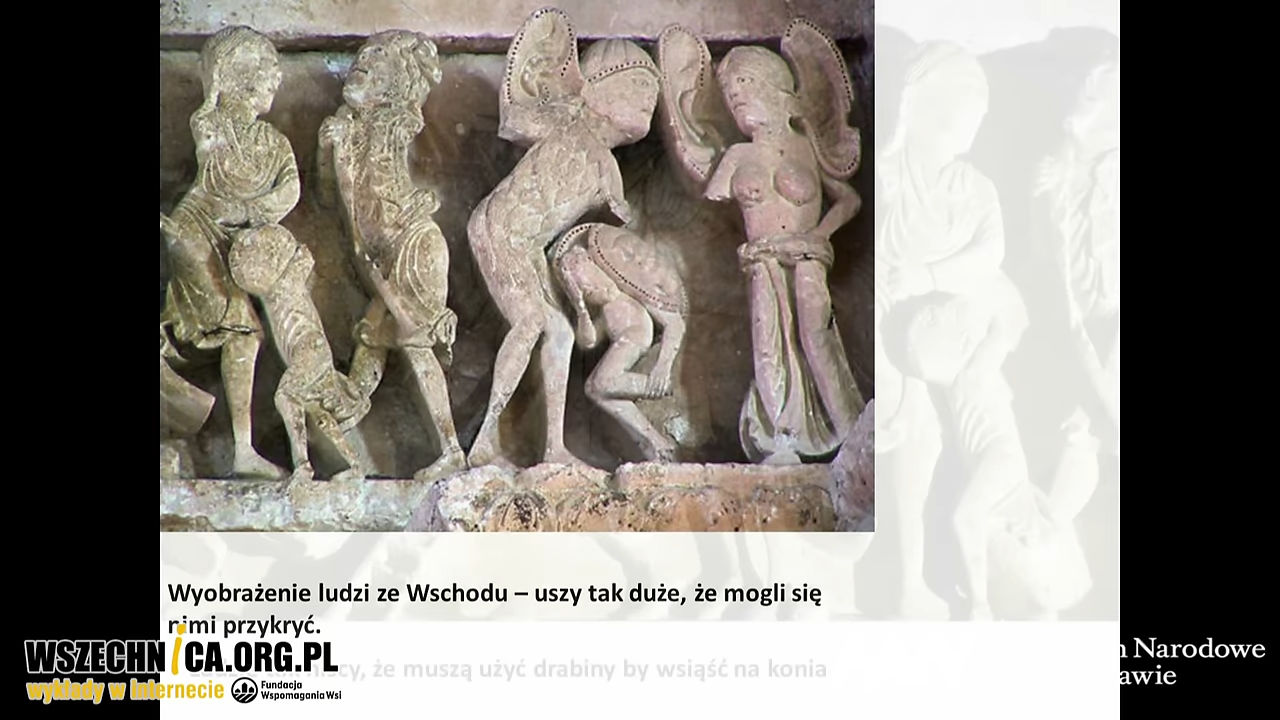 Wyobrażenie ludzi ze Wschodu – uszy tak duże, że mogli się
nimi przykryć.
że muszą użyć drabiny by wsiąść na konia
WSZECHNiCA.ORG.PL
wykłady w internecie
Fundacja
Wspomagania Wsi
Narodowe
awie